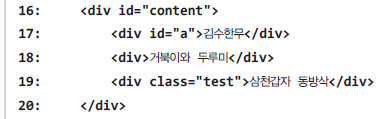 16:     <div id="content">
17:         <div id="a">김수한무</div>
18:         <div>거북이와 두루미</div>
19:         <div class="test">삼천갑자 동방삭</div>
20:     </div>